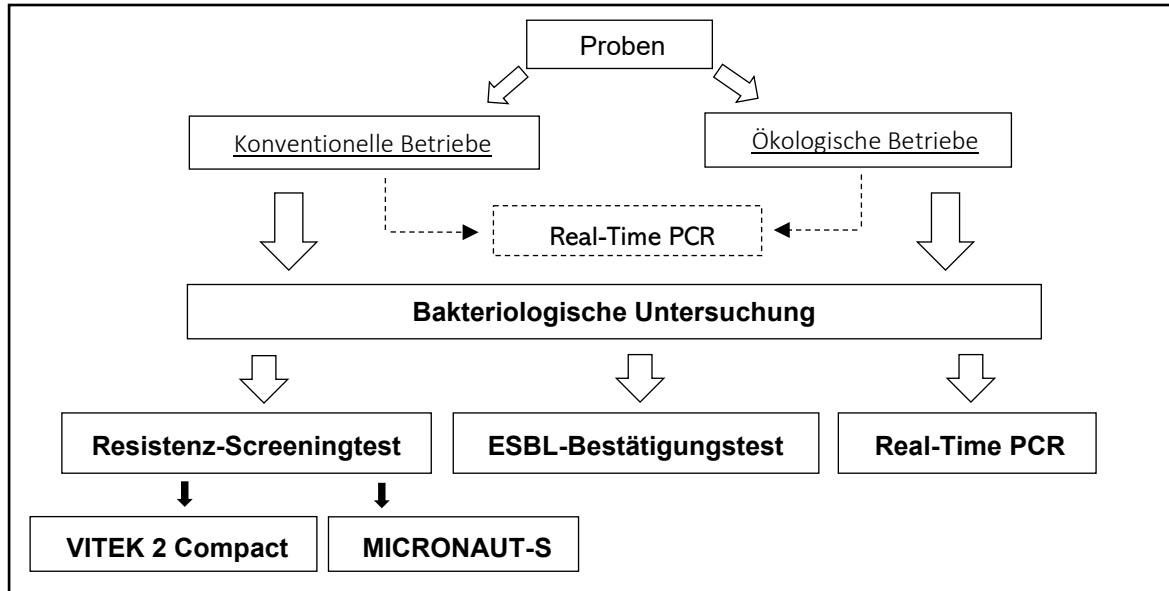 Proben
Konventionelle Betriebe
Ökologische Betriebe
Real-Time PCR
Bakteriologische Untersuchung
Resistenz-Screeningtest
ESBL-Bestätigungstest
Real-Time PCR
VITEK 2 Compact
MICRONAUT-S